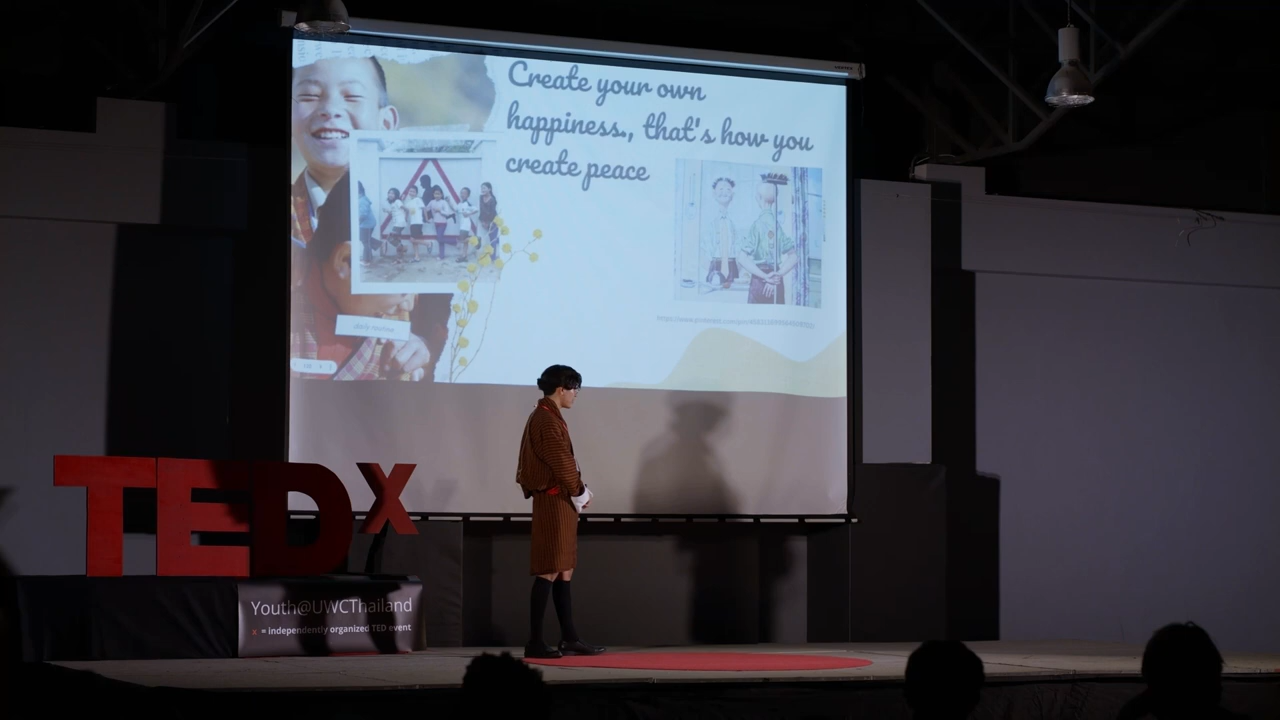 Create your own
happiness., that's how you
create peace
daily routine
TEDx
Youth@UWCThailand
x = independently organized TED event